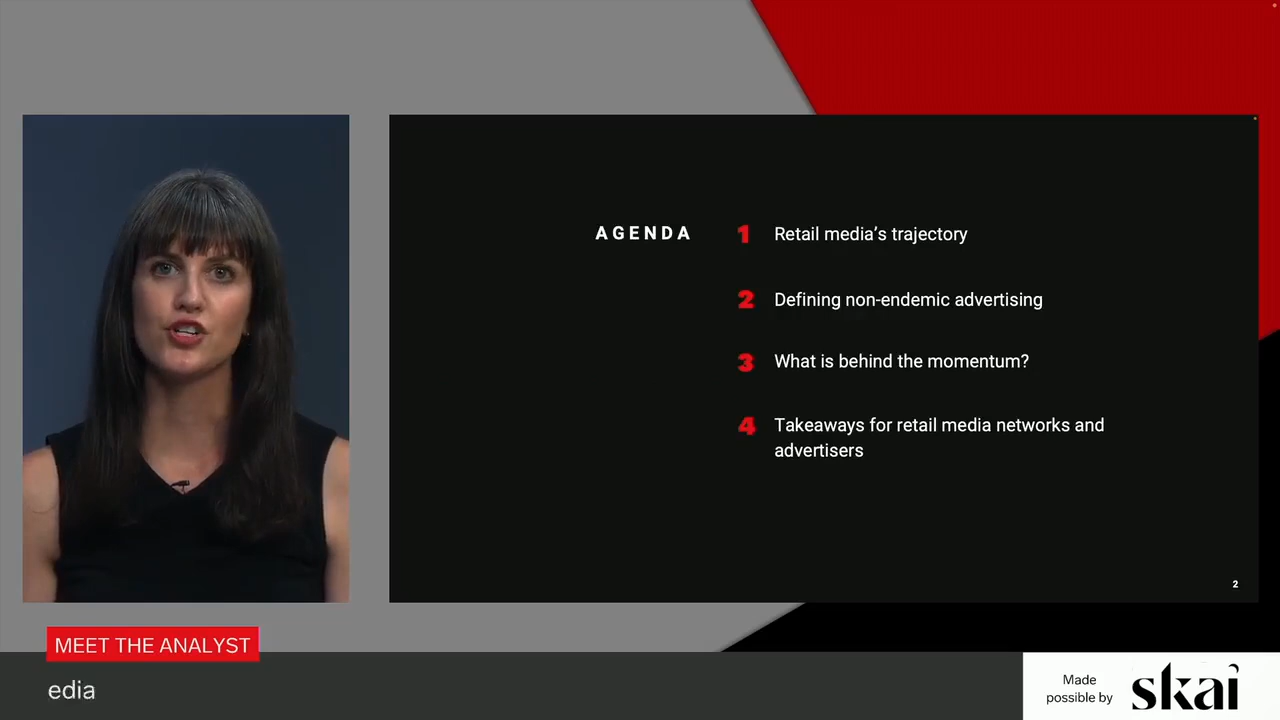 AGENDA
1 Retail media’s trajectory
2 Defining non-endemic advertising
3 What is behind the momentum?
4 Takeaways for retail media networks and
advertisers
2
MEET THE ANALYST
edia
Made
possible by
skai